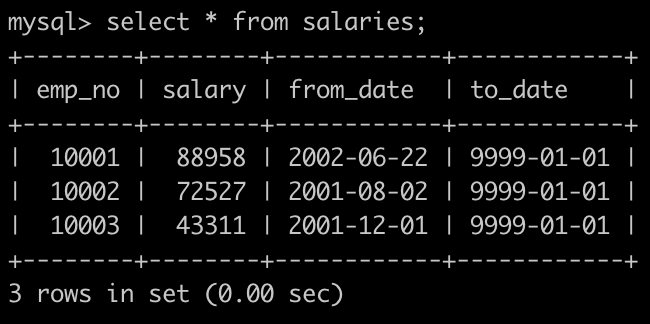 mysql> select * from salaries;
+--------+--------+------------+------------+
| emp_no | salary | from_date  | to_date    |
+--------+--------+------------+------------+
|  10001 |  88958 | 2002-06-22 | 9999-01-01 |
|  10002 |  72527 | 2001-08-02 | 9999-01-01 |
|  10003 |  43311 | 2001-12-01 | 9999-01-01 |
+--------+--------+------------+------------+
3 rows in set (0.00 sec)